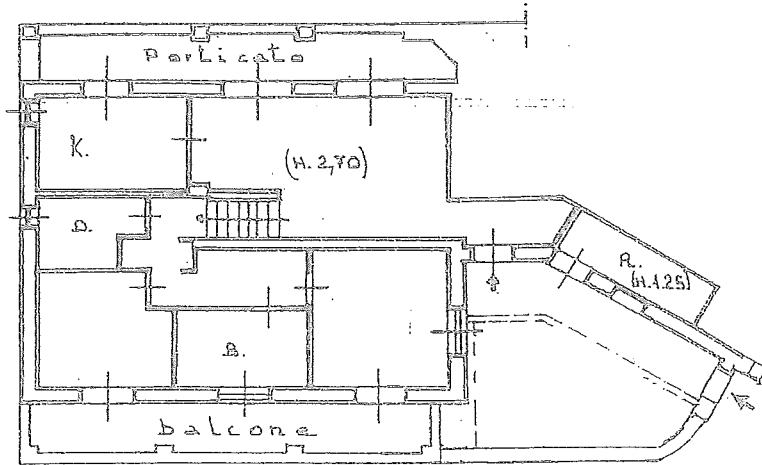 Porticato
K.
(H. 2,70)
D.
R.
(H.1.25)
B.
balcone